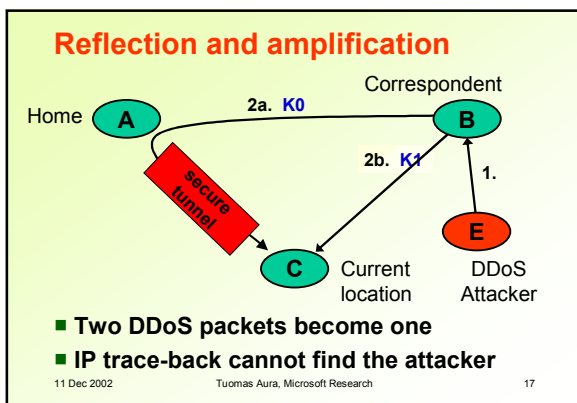 Reflection and amplification
Correspondent
Home
A
2a. K0
B
2b. K1
1.
secure
tunnel
E
C
Current
location
DDoS
Attacker
■ Two DDoS packets become one
■ IP trace-back cannot find the attacker
11 Dec 2002 Tuomas Aura, Microsoft Research 17